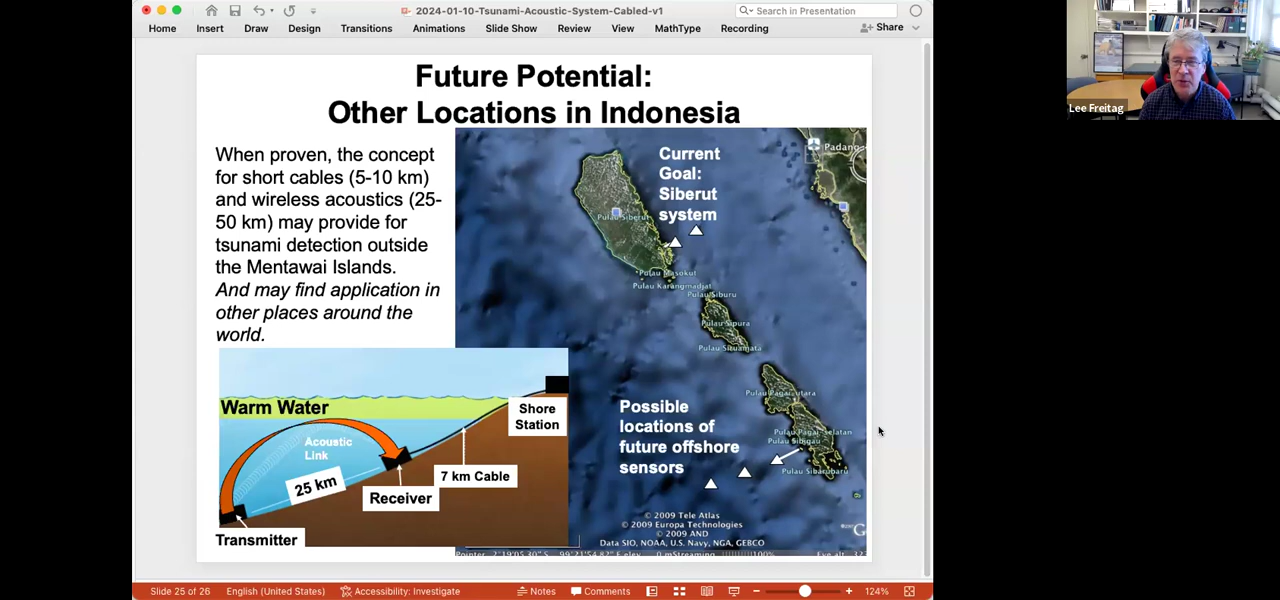 2024-01-10-Tsunami-Acoustic-System-Cabled-v1
Search in Presentation
Home Insert Draw Design Transitions Animations Slide Show Review View MathType Recording Share
Lee Freitag
Future Potential:
Other Locations in Indonesia
When proven, the concept
for short cables (5-10 km)
and wireless acoustics (25-
50 km) may provide for
tsunami detection outside
the Mentawai Islands.
And may find application in
other places around the
world.
Current
Goal:
Siberut
system
Padang
Pulau Siberut
Pulau Masokut
Pulau Karangmadjat
Pulau Siburu
Pulau Sipura
Pulau Pagai utara
Pulau Pagai selatan
Pulau Sibigau
Pulau Sibarubaru
Possible
locations of
future offshore
sensors
© 2009 Tele Atlas
© 2009 Europa Technologies
© 2009 AND
Data SIO, NOAA, U.S. Navy, NGA, GEBCO
Warm Water
Acoustic
Link
25 km
Shore
Station
7 km Cable
Receiver
Transmitter
Slide 25 of 26 English (United States) Accessibility: Investigate Notes Comments 124%